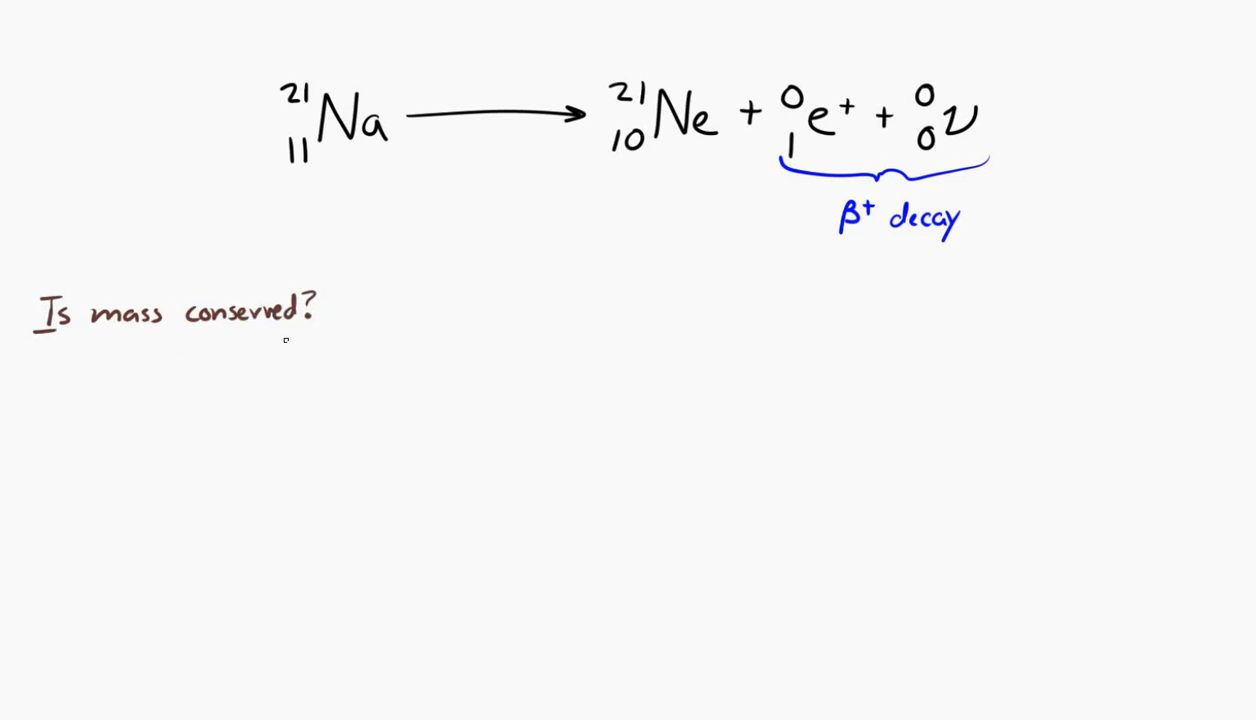 ²¹₁₁Na ⟶ ²¹₁₀Ne + ⁰₁e⁺ + ⁰₀ν
β⁺ decay
Is mass conserved?